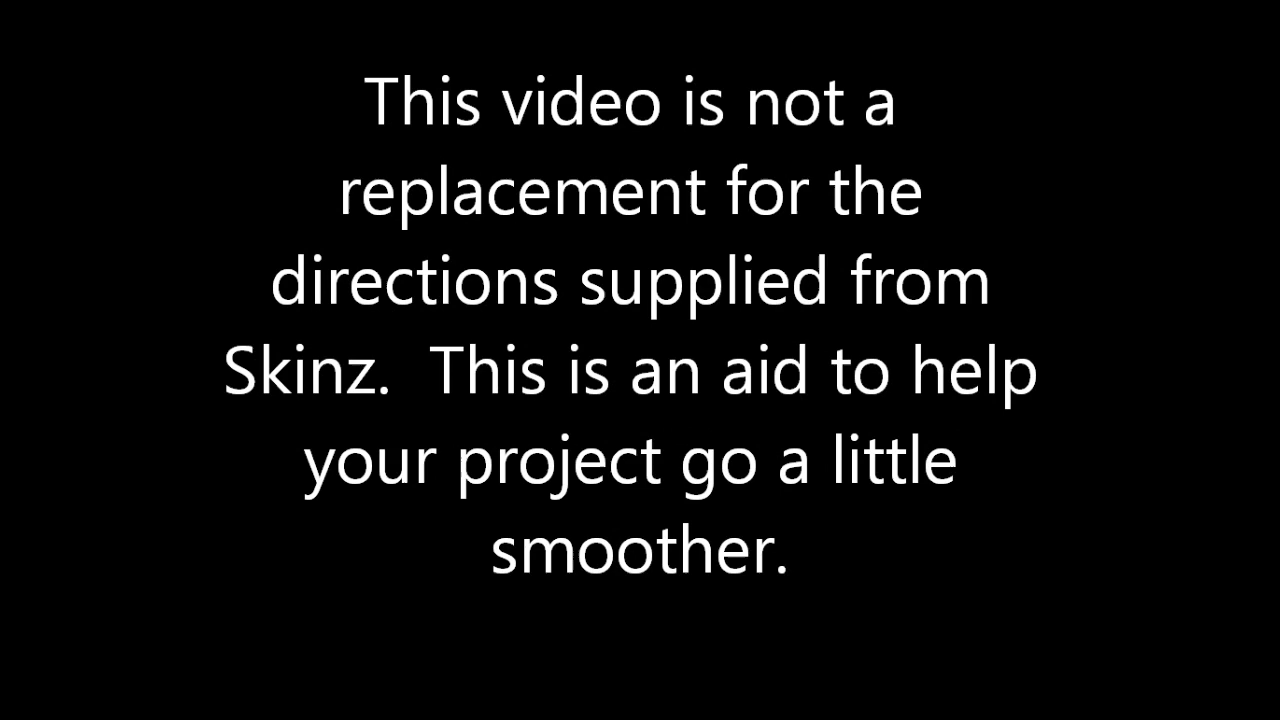 This video is not a
replacement for the
directions supplied from
Skinz.  This is an aid to help
your project go a little
smoother.